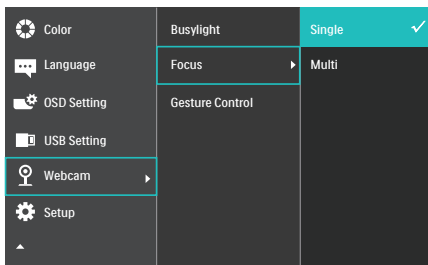 Color
Language
OSD Setting
USB Setting
Webcam
Setup
Busylight
Focus
Gesture Control
Single
Multi